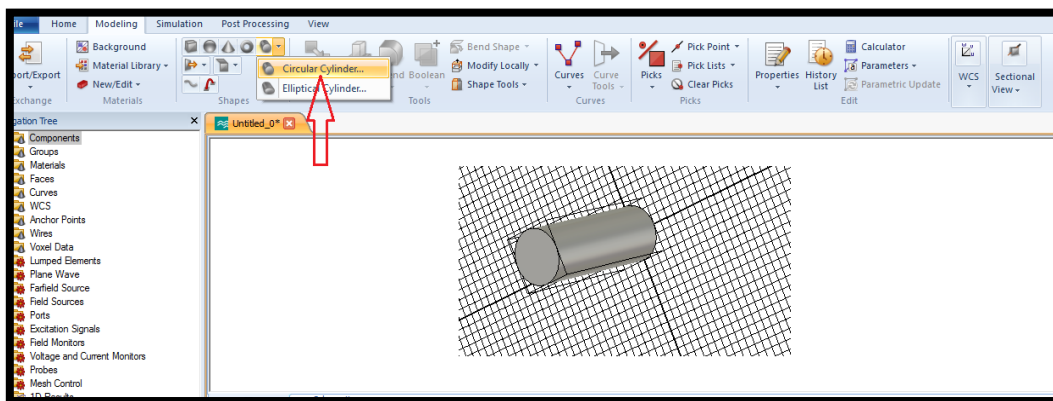 ile Home Modeling Simulation Post Processing View
Background
Material Library
New/Edit
Materials
ort/Export
xchange
Circular Cylinder...
Elliptical Cylinder...
Shapes
nd Boolean
Bend Shape
Modify Locally
Shape Tools
Tools
Curves
Curve
Tools
Curves
Picks
Pick Point
Pick Lists
Clear Picks
Picks
Properties
History
List
Calculator
Parameters
Parametric Update
Edit
WCS
Sectional
View
gation Tree X
Untitled_0*
Components
Groups
Materials
Faces
Curves
WCS
Anchor Points
Wires
Voxel Data
Lumped Elements
Plane Wave
Farfield Source
Field Sources
Ports
Excitation Signals
Field Monitors
Voltage and Current Monitors
Probes
Mesh Control
1D Results